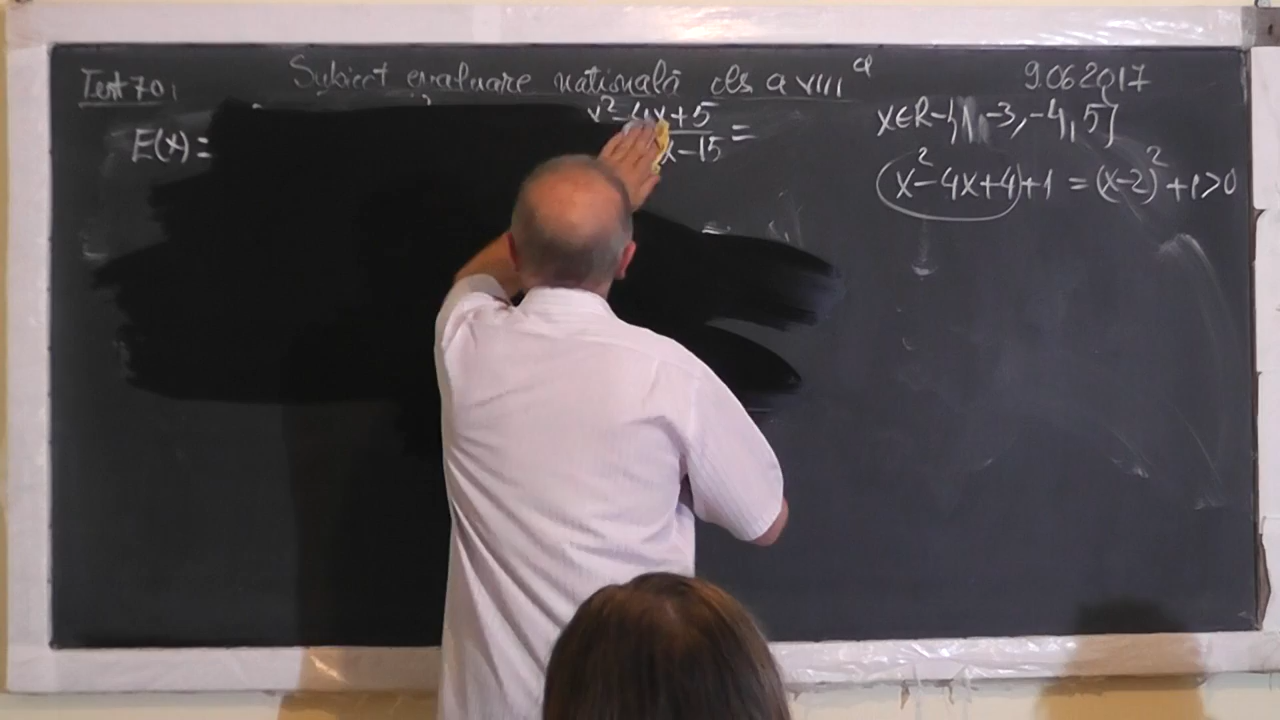 Test 70; Subiect evaluare natională cls a VIII a 9.06.2017
E(x)= x²-4x+5
x-15 =
x∈R-{1,-3,-4,5}
(x²-4x+4)+1 = (x-2)²+1>0